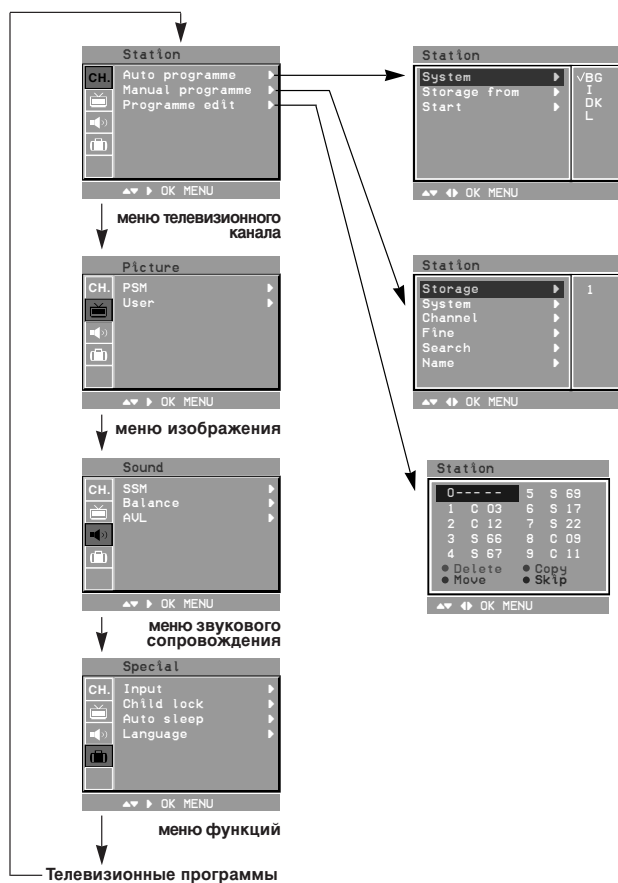 Station
CH.
Auto programme
Manual programme
Programme edit
OK MENU
меню телевизионного
канала
Picture
CH.
PSM
User
OK MENU
меню изображения
Sound
CH.
SSM
Balance
AVL
OK MENU
меню звукового
сопровождения
Special
CH.
Input
Child lock
Auto sleep
Language
OK MENU
меню функций
Телевизионные программы
Station
System
Storage from
Start
√BG
I
DK
L
OK MENU
Station
Storage 1
System
Channel
Fine
Search
Name
OK MENU
Station
0----- 5 S 69
1 C 03 6 S 17
2 C 12 7 S 22
3 S 66 8 C 09
4 S 67 9 C 11
Delete Copy
Move Skip
OK MENU